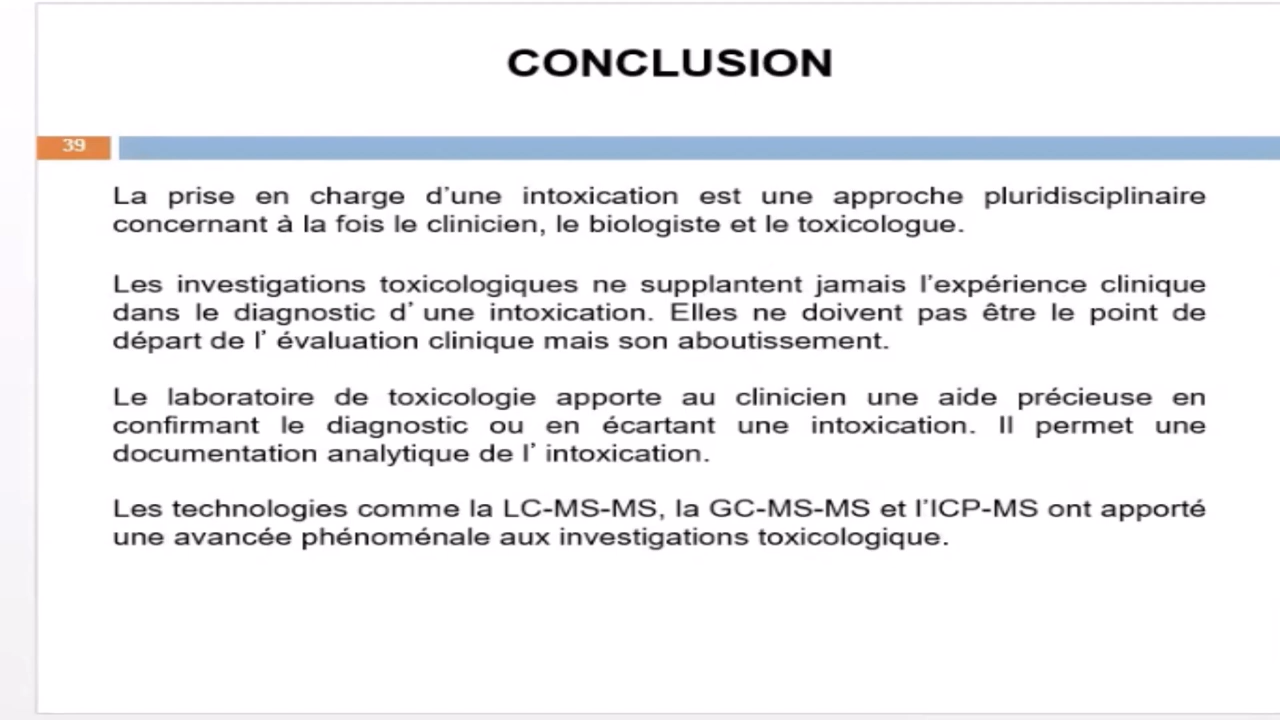 CONCLUSION
39
La prise en charge d’une intoxication est une approche pluridisciplinaire
concernant à la fois le clinicien, le biologiste et le toxicologue.
Les investigations toxicologiques ne supplantent jamais l’expérience clinique
dans le diagnostic d’ une intoxication. Elles ne doivent pas être le point de
départ de l’ évaluation clinique mais son aboutissement.
Le laboratoire de toxicologie apporte au clinicien une aide précieuse en
confirmant le diagnostic ou en écartant une intoxication. Il permet une
documentation analytique de l’ intoxication.
Les technologies comme la LC-MS-MS, la GC-MS-MS et l’ICP-MS ont apporté
une avancée phénoménale aux investigations toxicologique.